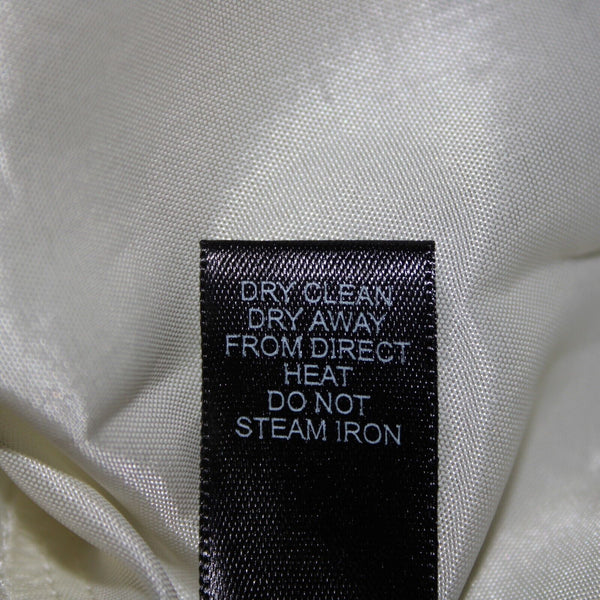 DRY CLEAN
DRY AWAY
FROM DIRECT
HEAT
DO NOT
STEAM IRON